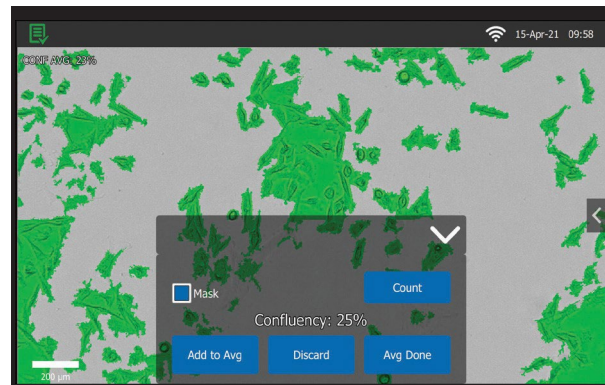 15-Apr-21 09:58
CONF AVG: 23%
Mask
Count
Confluency: 25%
Add to Avg
Discard
Avg Done
200 μm